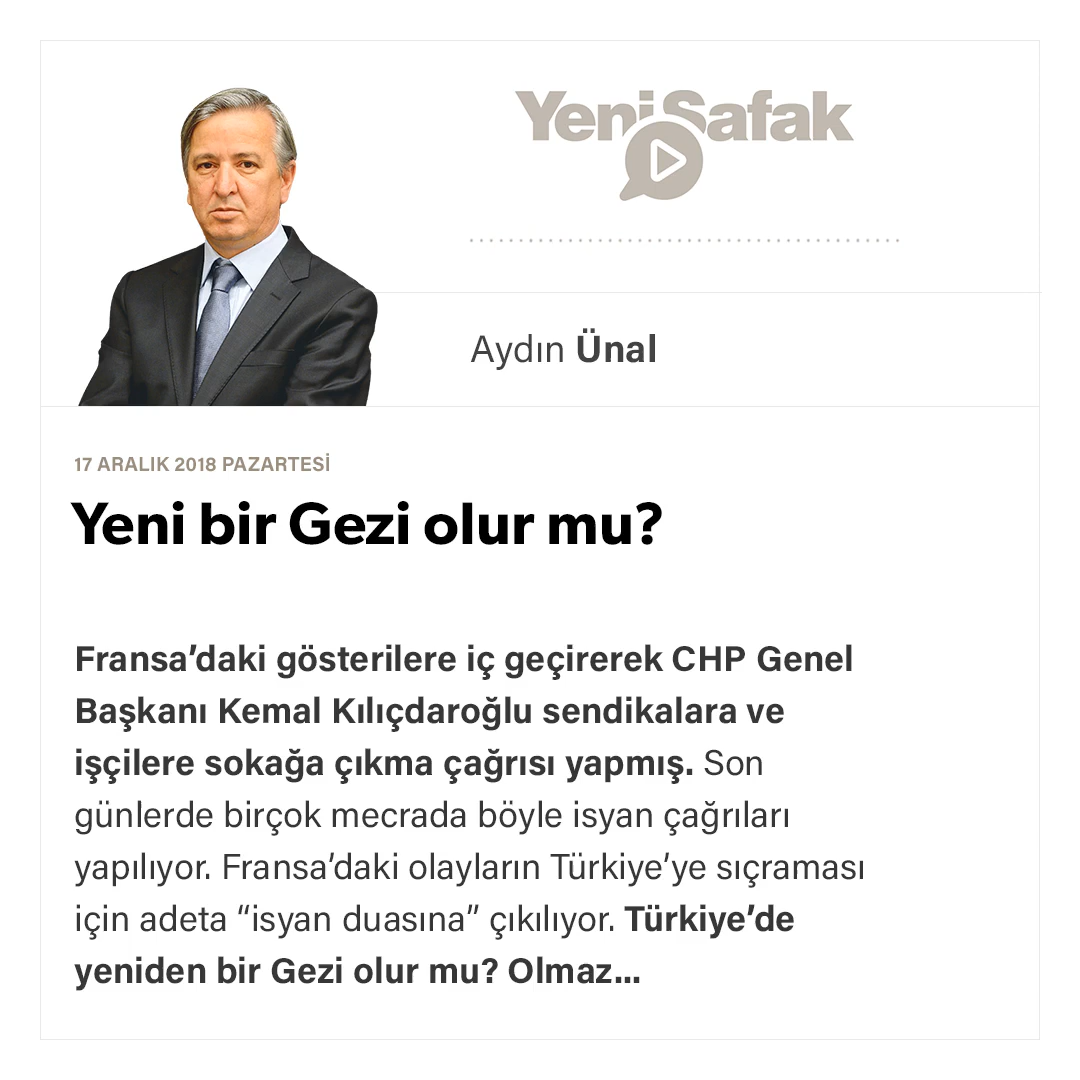 YeniŞafak
Aydın Ünal
17 ARALIK 2018 PAZARTESİ
Yeni bir Gezi olur mu?
Fransa’daki gösterilere iç geçirerek CHP Genel
Başkanı Kemal Kılıçdaroğlu sendikalara ve
işçilere sokağa çıkma çağrısı yapmış. Son
günlerde birçok mecrada böyle isyan çağrıları
yapılıyor. Fransa’daki olayların Türkiye’ye sıçraması
için adeta “isyan duasına” çıkılıyor. Türkiye’de
yeniden bir Gezi olur mu? Olmaz...